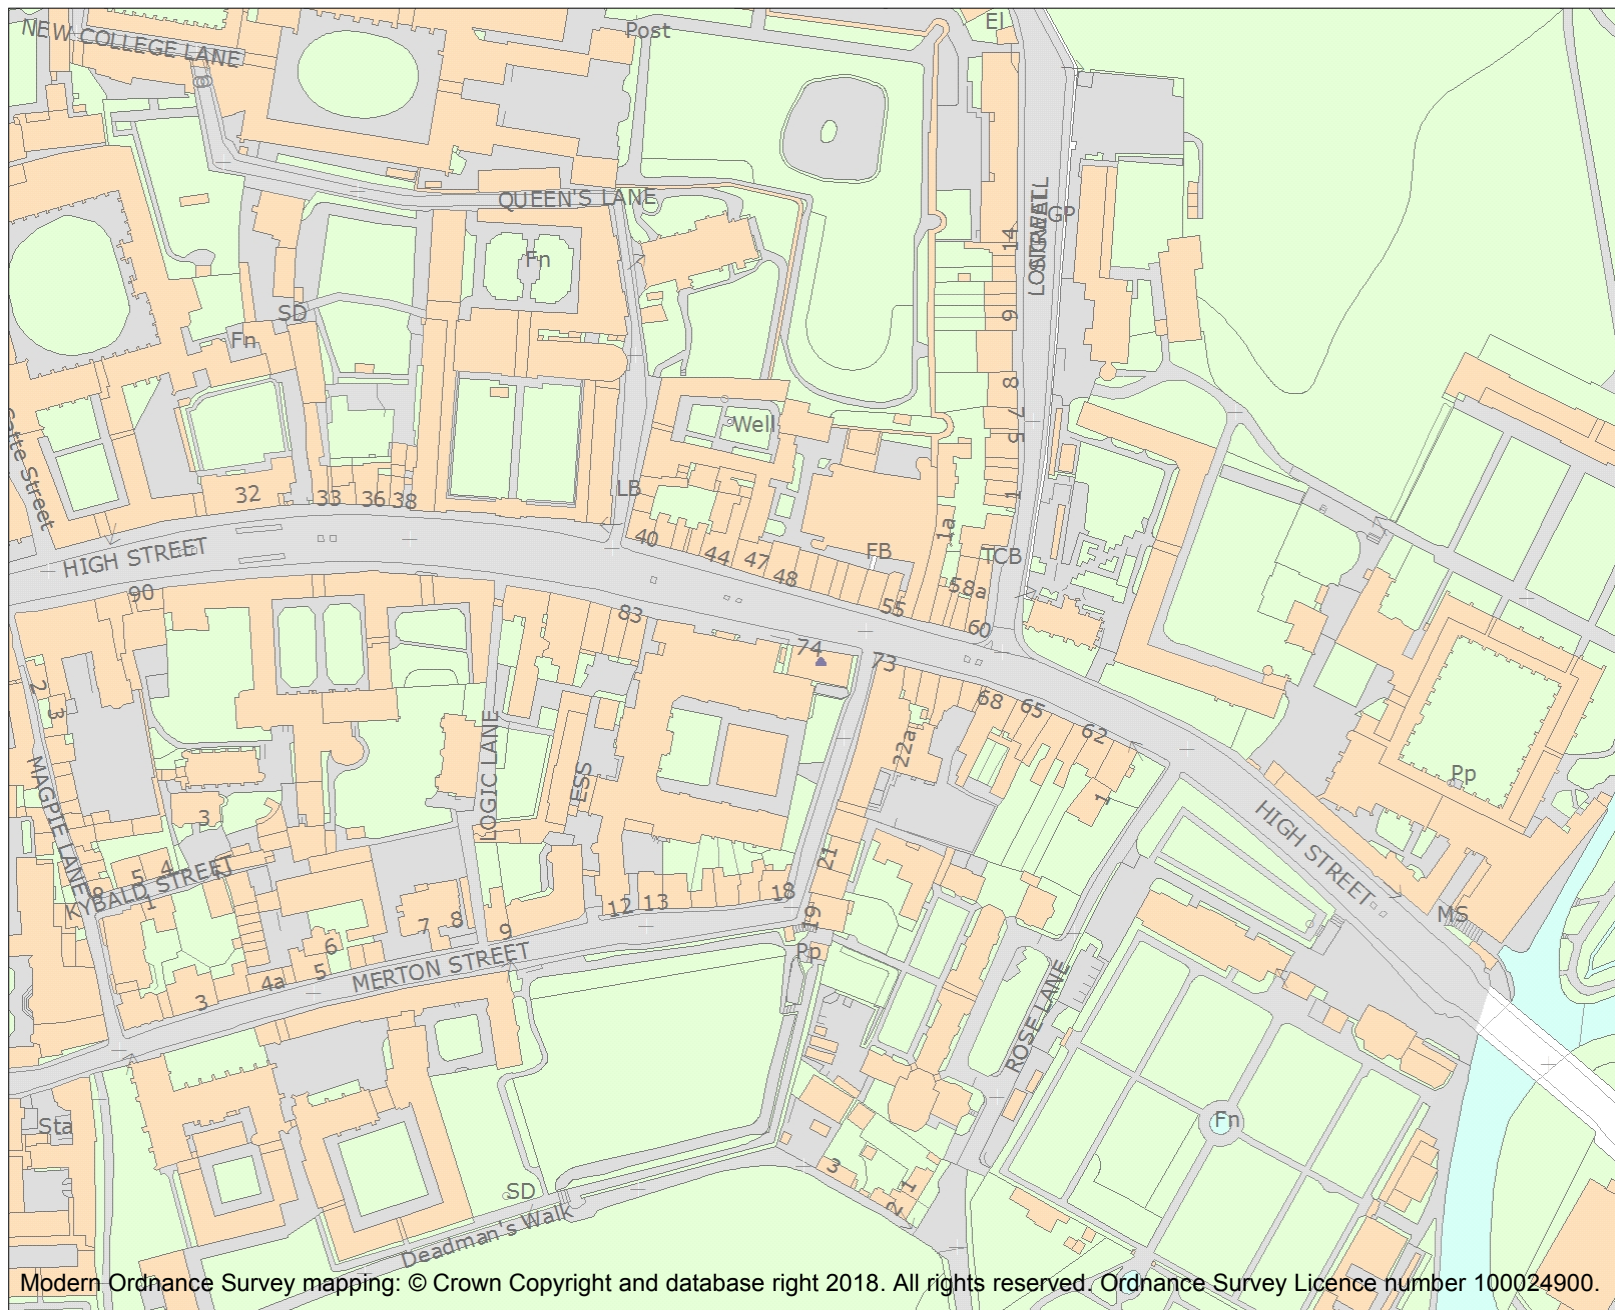 NEW COLLEGE LANE
Post
El
QUEEN'S LANE
LONGWALL
STREET
GP
14
Fn
SD
Fn
9
8
7
5
Well
32
33
36
38
LB
1
1a
40
44
47
48
FB
TCB
58a
55
60
HIGH STREET
90
83
74
73
68
65
62
2
3
22a
LOGIC LANE
ESS
MAGPIE LANE
3
1
Pp
HIGH STREET
5
4
8
KYBALD STREET
1
21
18
12
13
19
MS
7
8
9
6
5
4a
3
MERTON STREET
Pp
ROSE LANE
Sta
Fn
3
1
2
SD
Deadman's Walk
Modern Ordnance Survey mapping: © Crown Copyright and database right 2018. All rights reserved. Ordnance Survey Licence number 100024900.